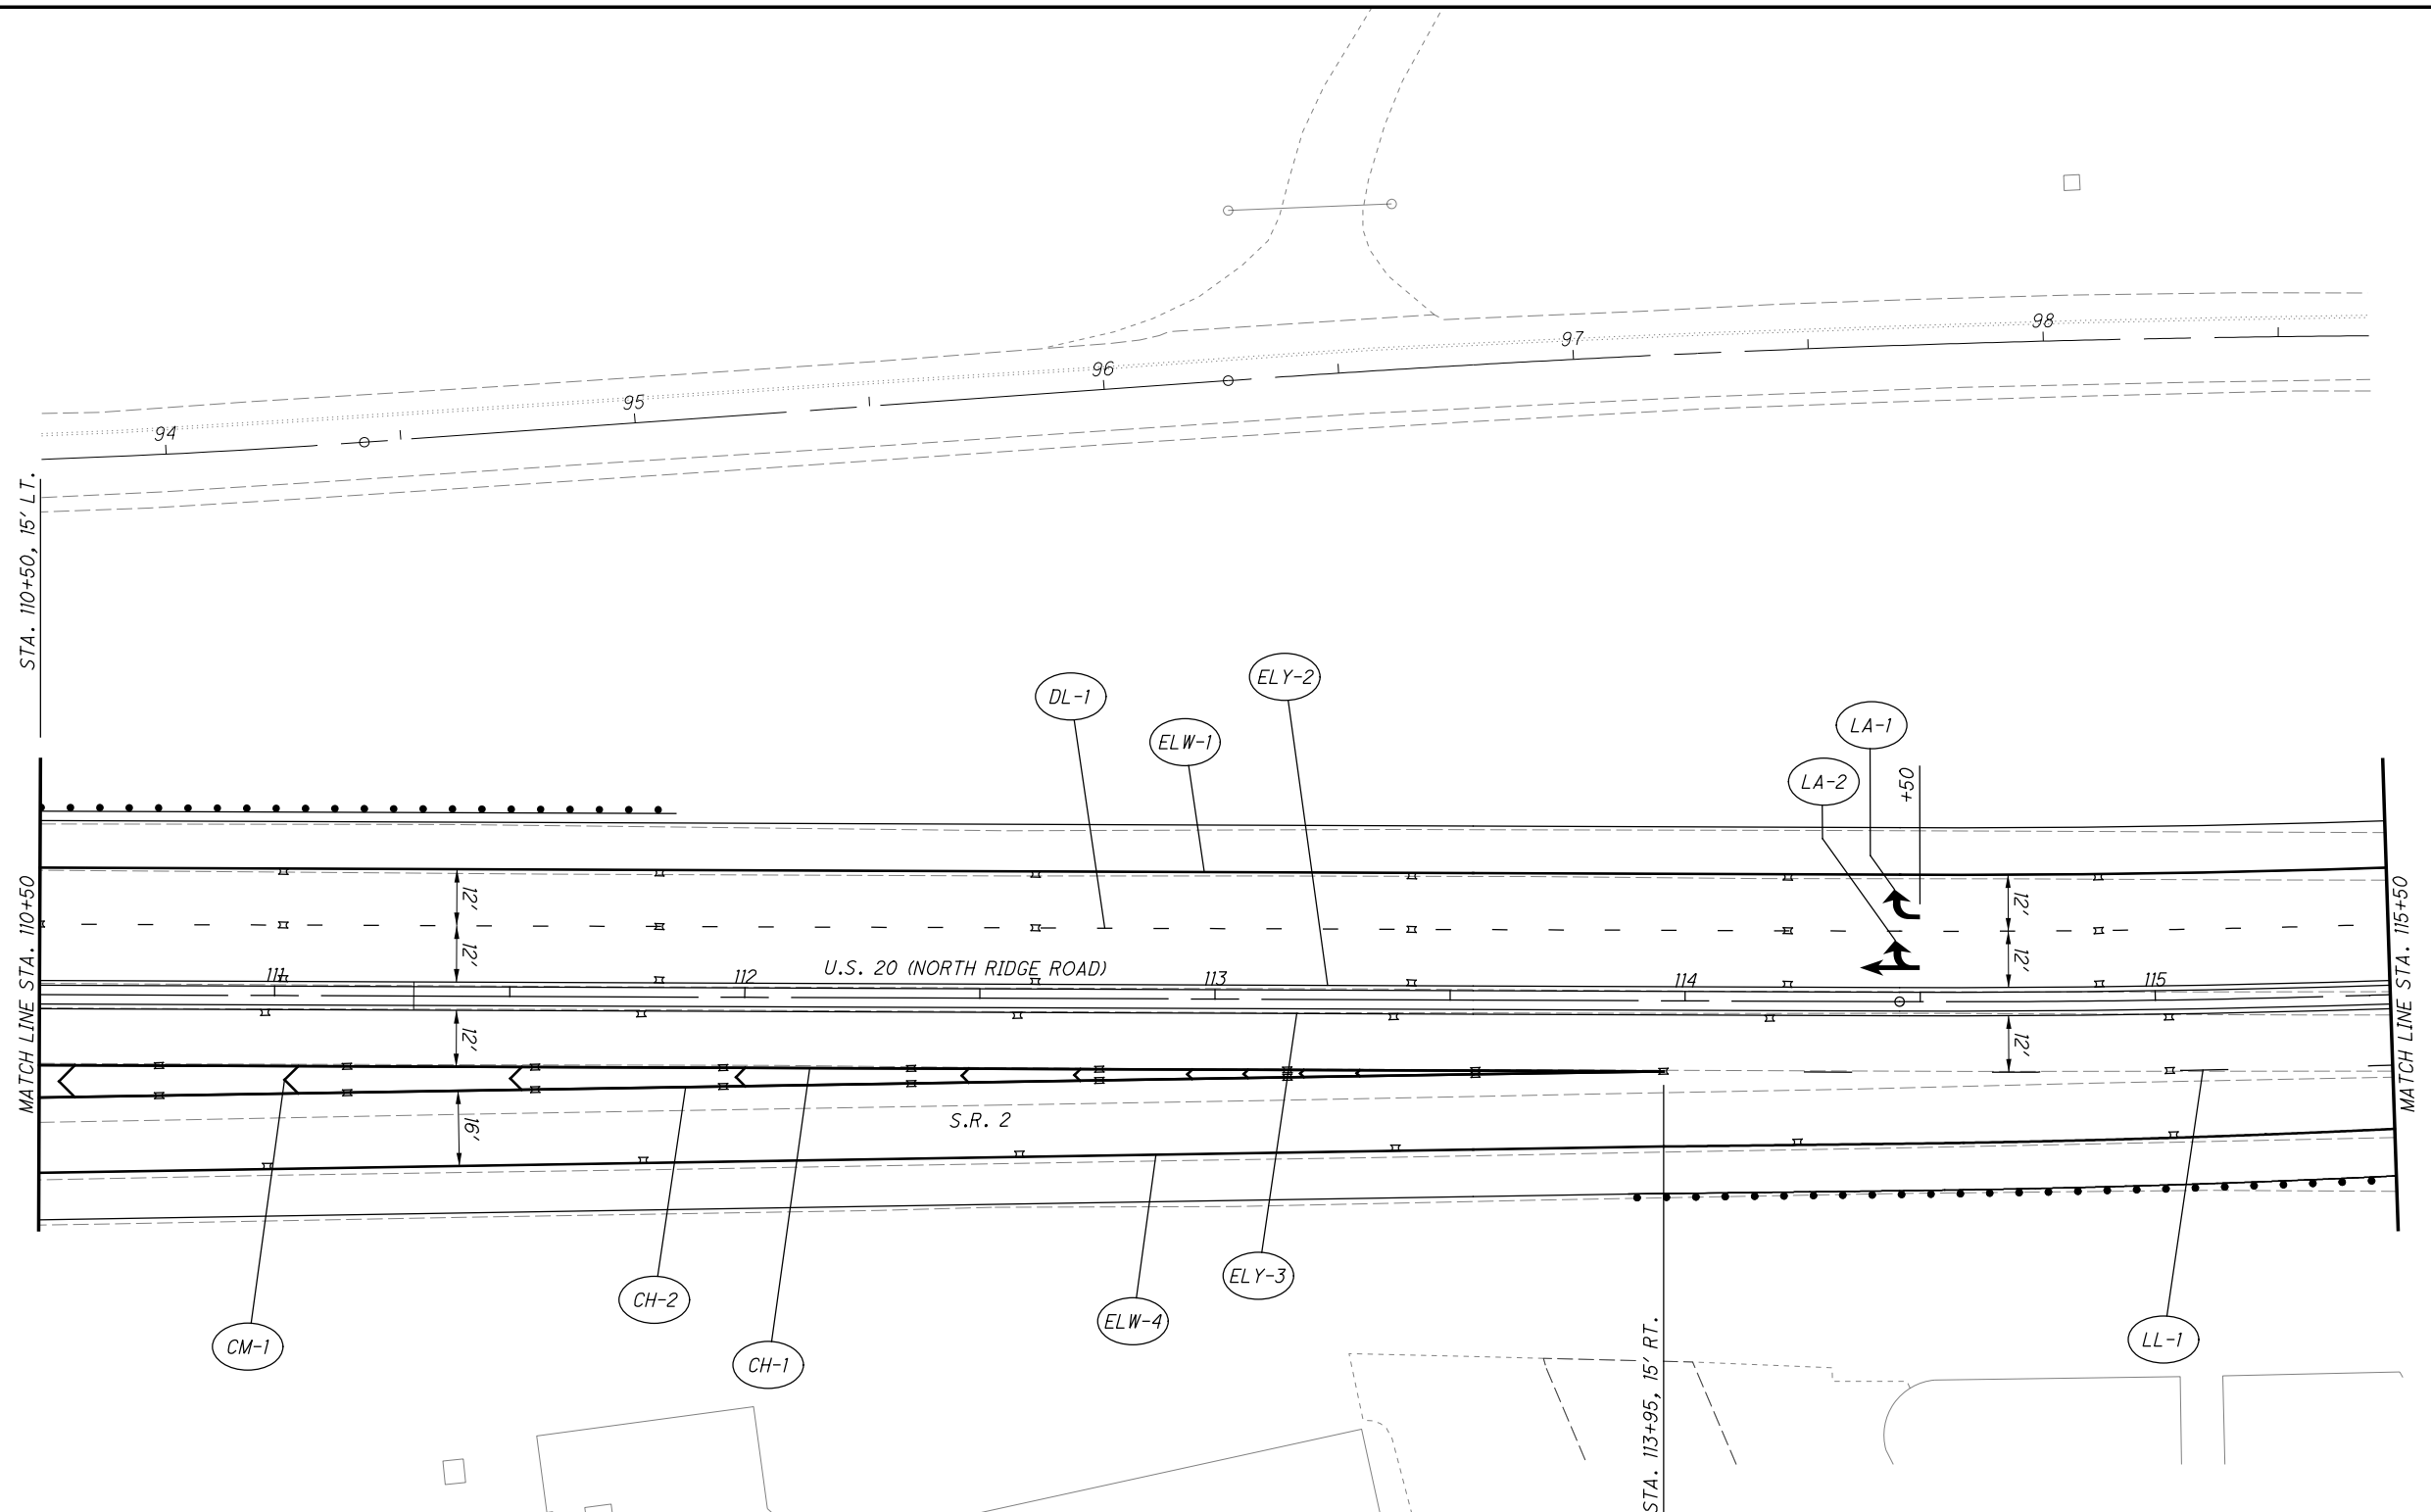 98
97
96
95
94
STA. 110+50, 15' LT.
ELY-2
DL-1
ELW-1
LA-1
LA-2
+50
12'
12'
12'
12'
MATCH LINE STA. 110+50
MATCH LINE STA. 115+50
U.S. 20 (NORTH RIDGE ROAD)
111
112
113
114
115
12'
12'
16'
S.R. 2
ELY-3
CH-2
ELW-4
LL-1
CM-1
CH-1
STA. 113+95, 15' RT.